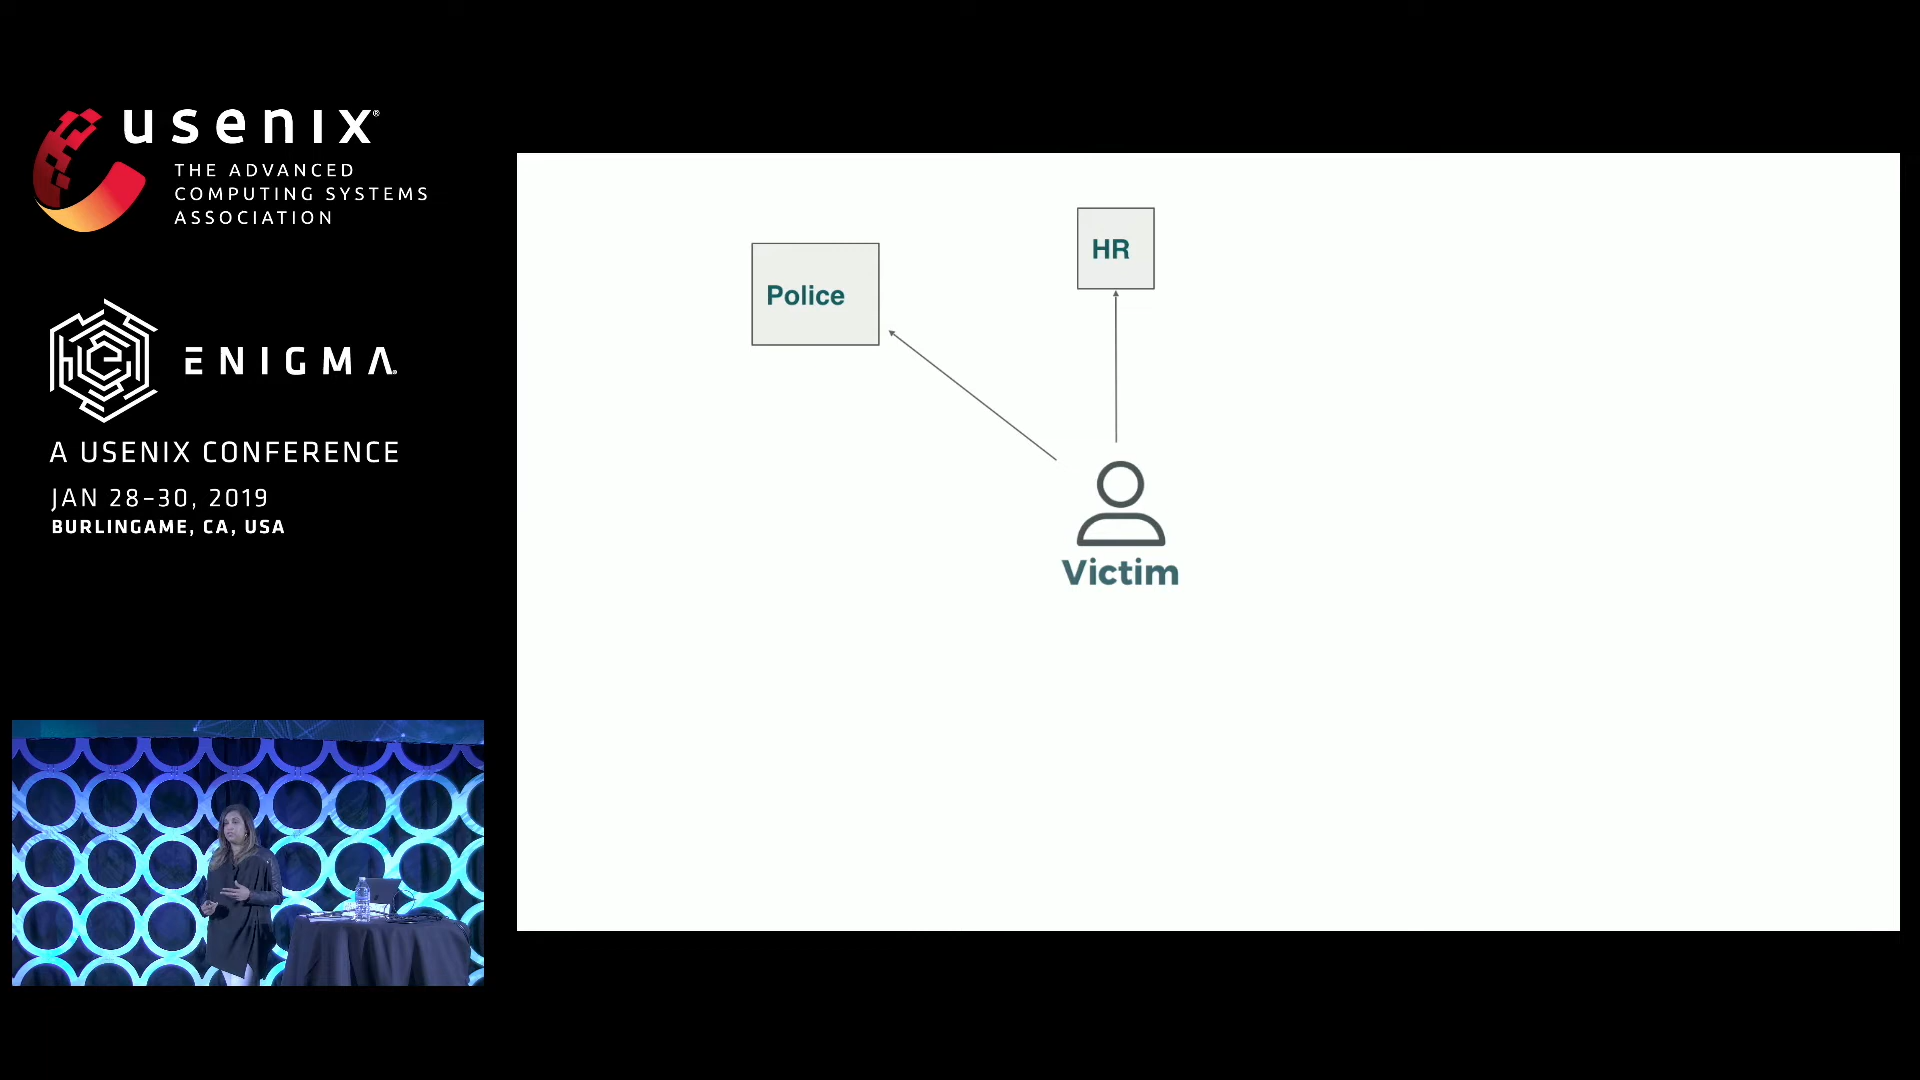 usenix®
THE ADVANCED
COMPUTING SYSTEMS
ASSOCIATION
ENIGMA®
A USENIX CONFERENCE
JAN 28–30, 2019
BURLINGAME, CA, USA
HR
Police
Victim